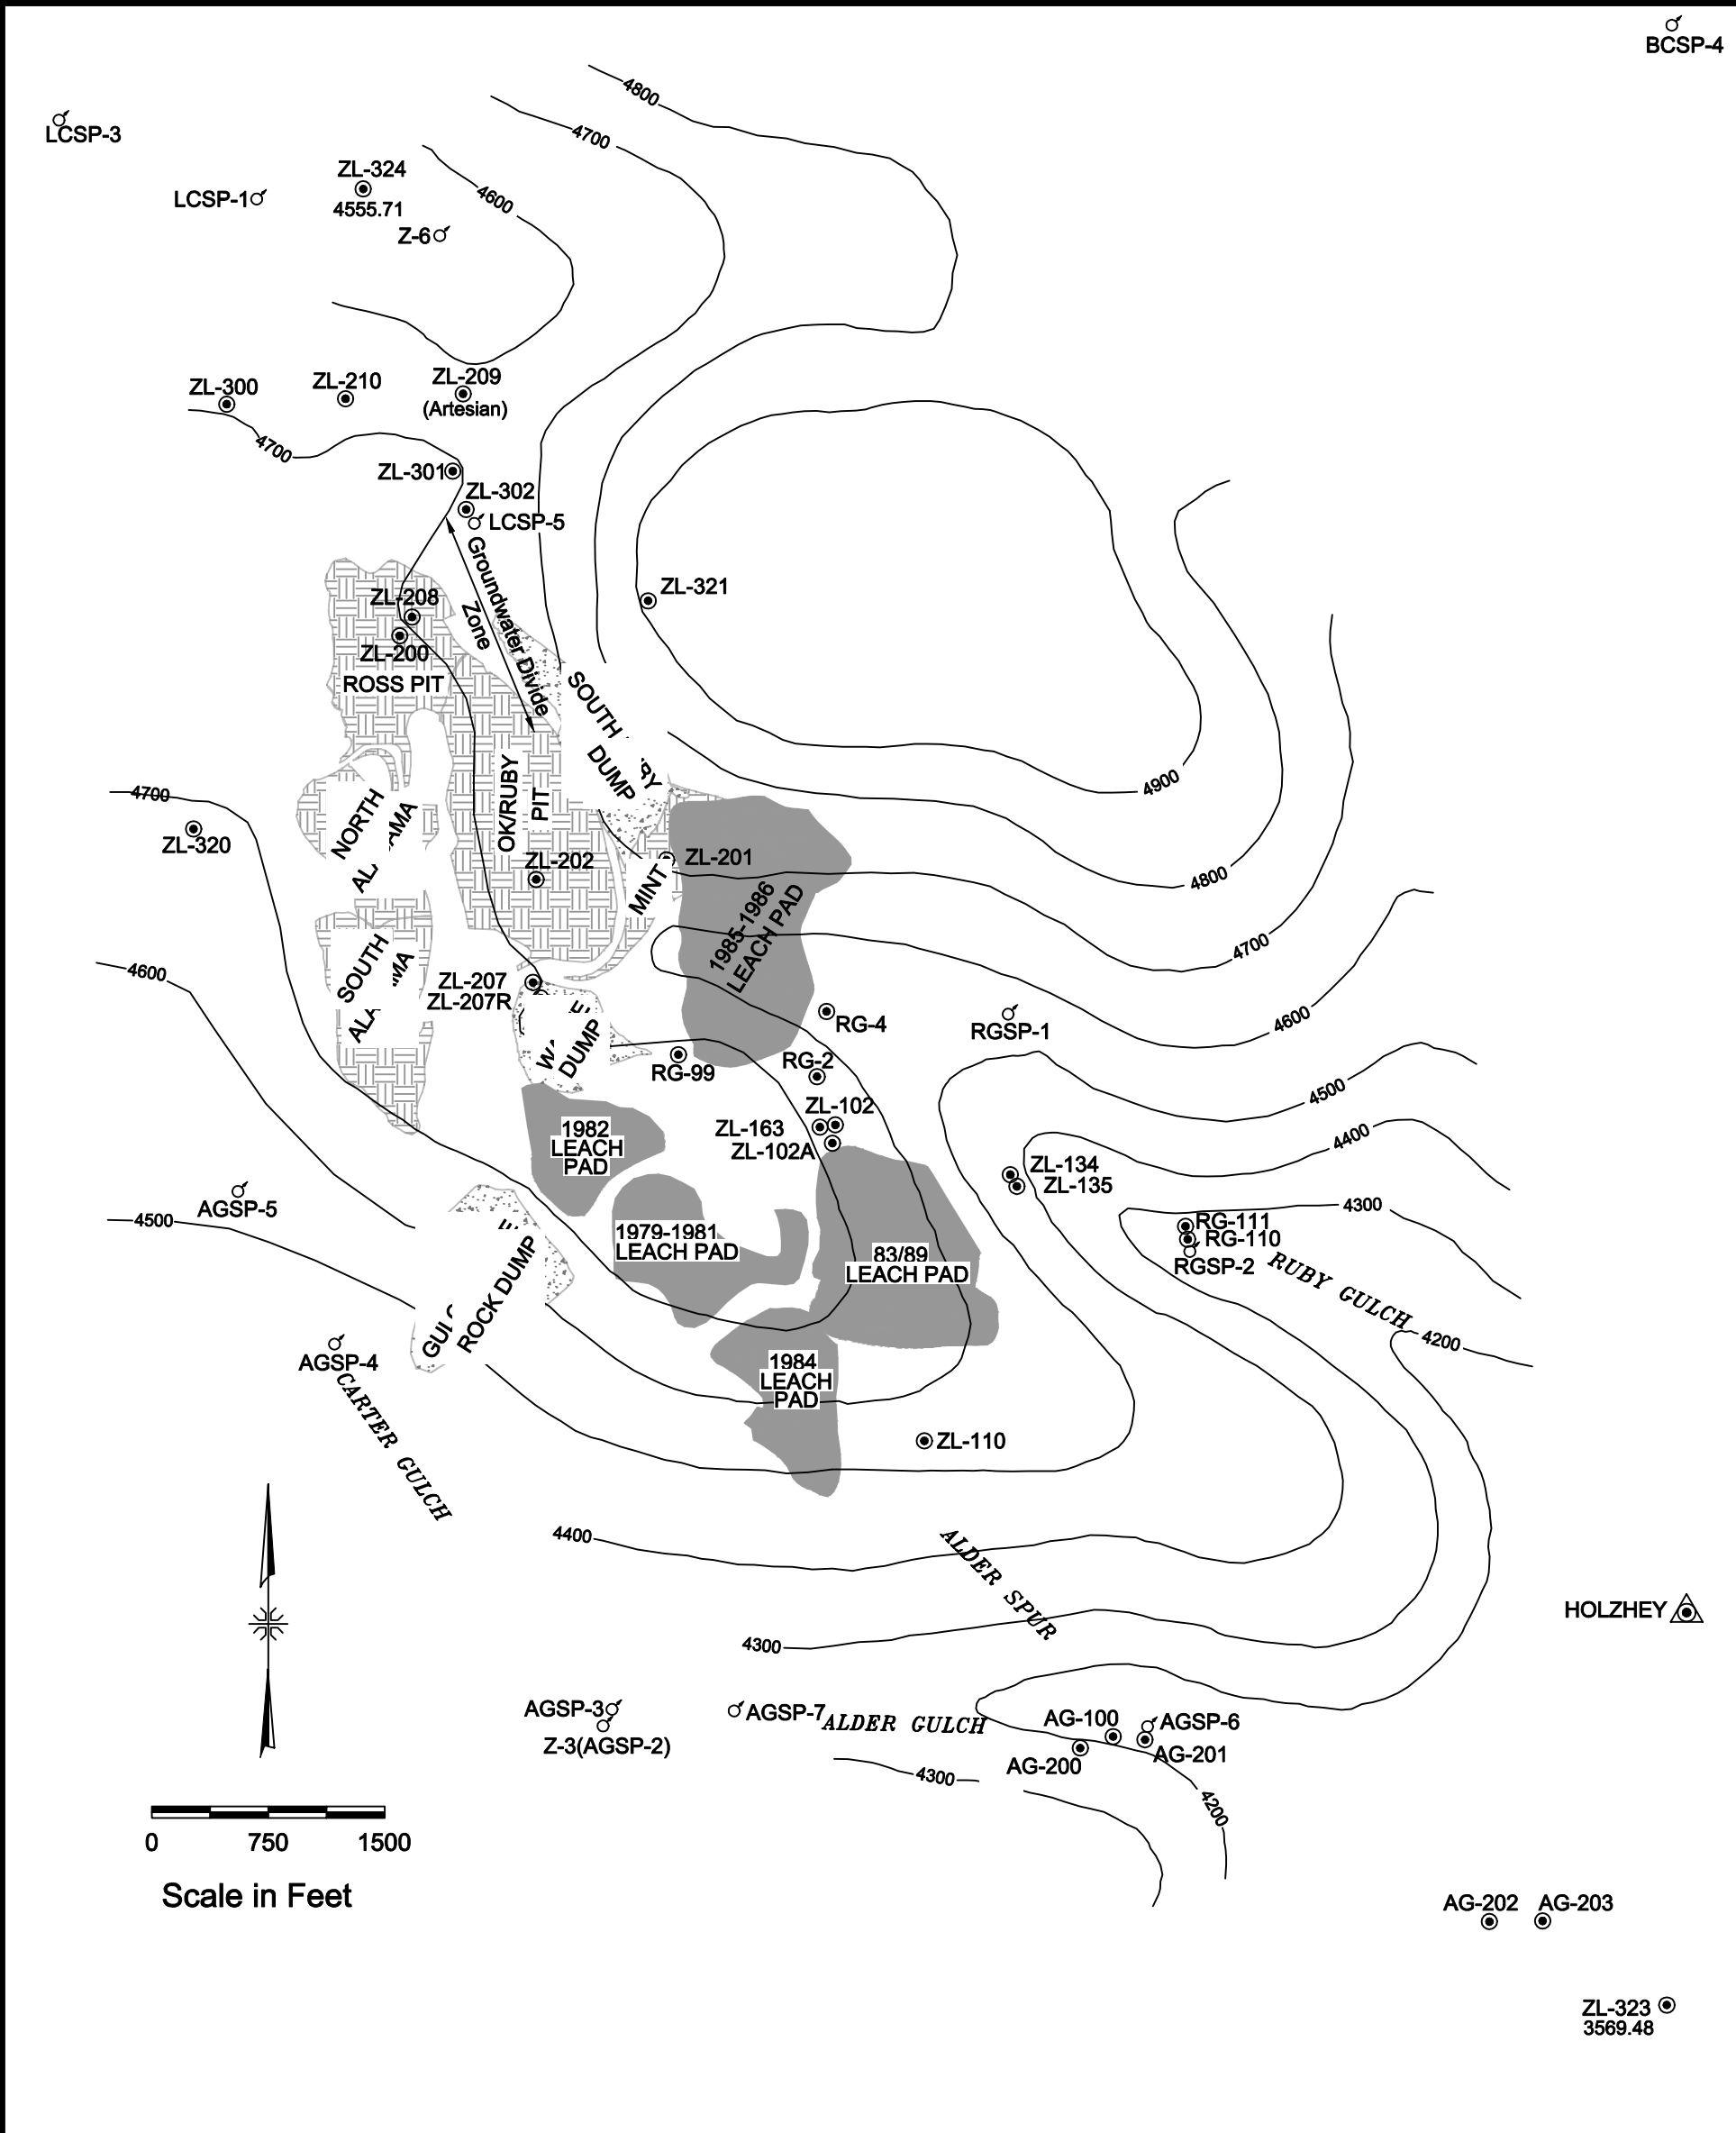 BCSP-4
4800
LCSP-3
4700
ZL-324
4555.71
LCSP-1
4600
Z-6
ZL-300
ZL-210
ZL-209
(Artesian)
4700
ZL-301
ZL-302
LCSP-5
Groundwater Divide
Zone
ZL-321
ZL-208
ZL-200
ROSS PIT
SOUTH
DUMP
OK/RUBY
PIT
4900
4700
NORTH
ZL-320
ZL-202
ZL-201
MINT
4800
1985-1986
LEACH PAD
SOUTH
4700
4600
ZL-207
ZL-207R
DUMP
RG-4
RGSP-1
4600
RG-99
RG-2
4500
ZL-102
ZL-163
ZL-102A
1982
LEACH
PAD
4400
ZL-134
ZL-135
AGSP-5
4500
4300
RG-111
RG-110
RGSP-2
RUBY GULCH
1979-1981
LEACH PAD
83/89
LEACH PAD
ROCK DUMP
4200
AGSP-4
CARTER GULCH
1984
LEACH
PAD
ZL-110
4400
ALDER SPUR
HOLZHEY
4300
AGSP-3
Z-3(AGSP-2)
AGSP-7
ALDER GULCH
AG-100
AGSP-6
AG-200
AG-201
4300
4200
0 750 1500
Scale in Feet
AG-202
AG-203
ZL-323
3569.48